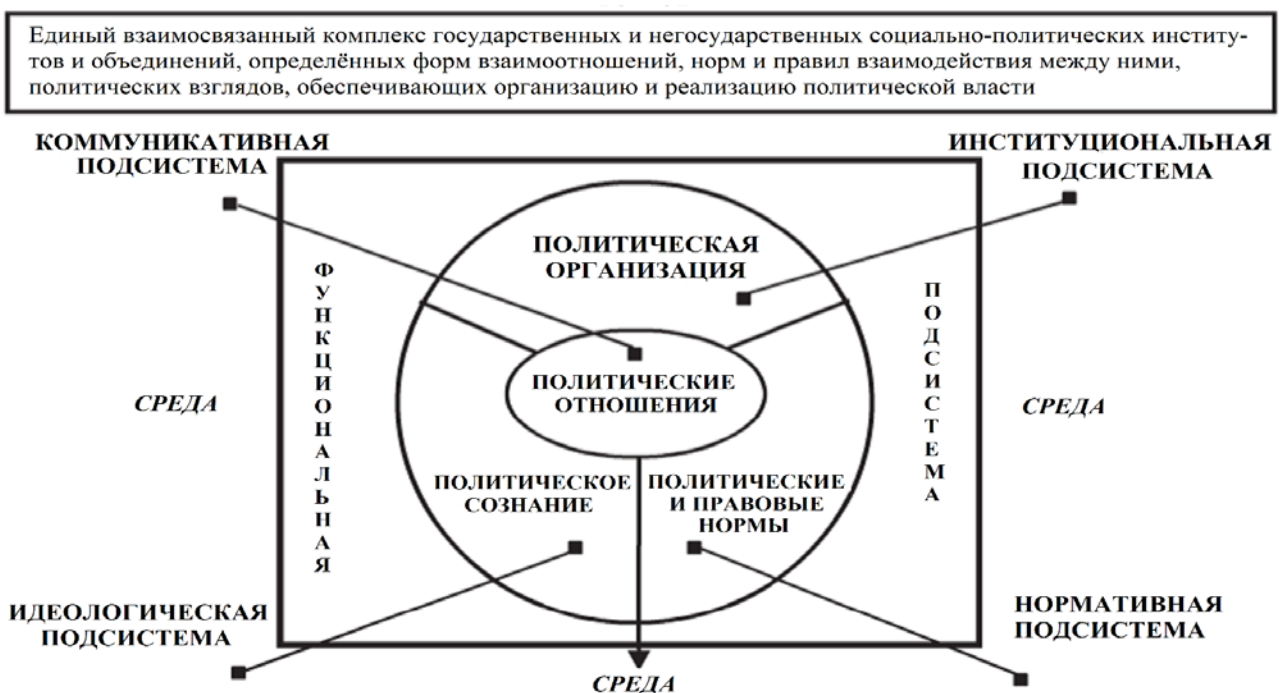 Единый взаимосвязанный комплекс государственных и негосударственных социально-политических институ-
тов и объединений, определённых форм взаимоотношений, норм и правил взаимодействия между ними,
политических взглядов, обеспечивающих организацию и реализацию политической власти
КОММУНИКАТИВНАЯ
ПОДСИСТЕМА
ИНСТИТУЦИОНАЛЬНАЯ
ПОДСИСТЕМА
ПОЛИТИЧЕСКАЯ
ОРГАНИЗАЦИЯ
ФУНКЦИОНАЛЬНАЯ
ПОДСИСТЕМА
ПОЛИТИЧЕСКИЕ
ОТНОШЕНИЯ
СРЕДА
СРЕДА
ПОЛИТИЧЕСКОЕ
СОЗНАНИЕ
ПОЛИТИЧЕСКИЕ
И ПРАВОВЫЕ
НОРМЫ
ИДЕОЛОГИЧЕСКАЯ
ПОДСИСТЕМА
НОРМАТИВНАЯ
ПОДСИСТЕМА
СРЕДА